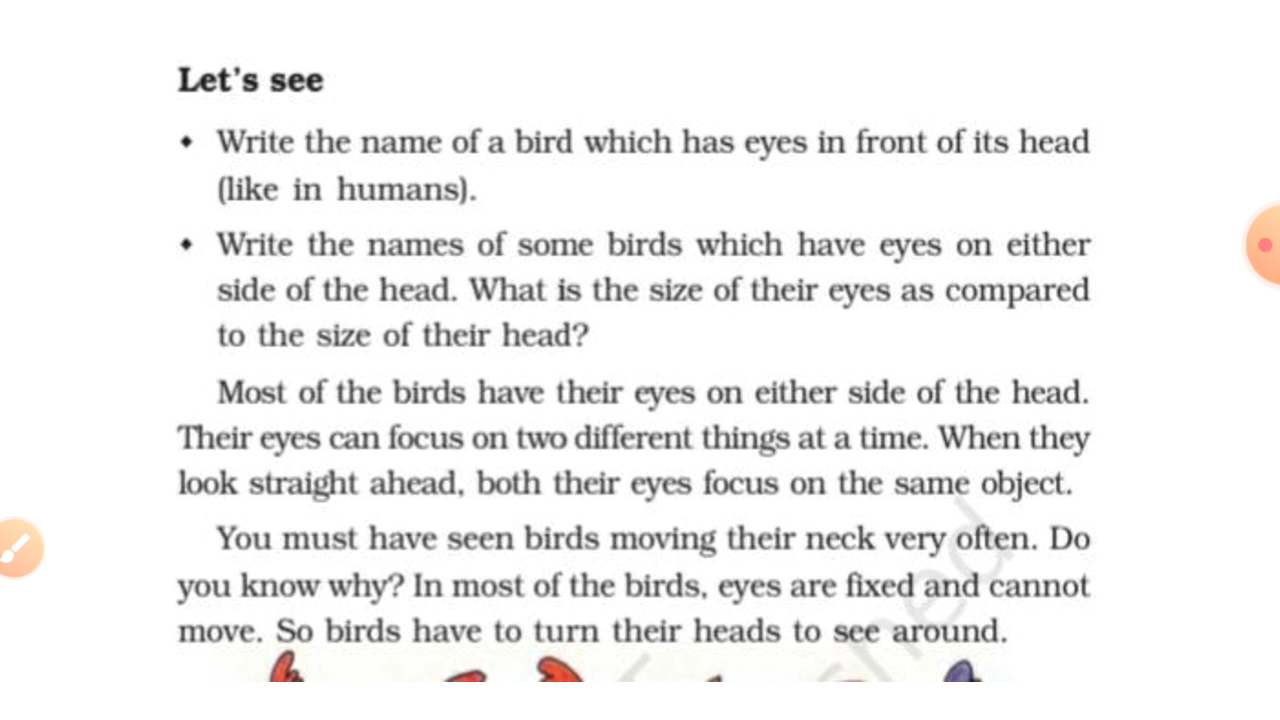 Let's see
• Write the name of a bird which has eyes in front of its head
(like in humans).
• Write the names of some birds which have eyes on either
side of the head. What is the size of their eyes as compared
to the size of their head?
Most of the birds have their eyes on either side of the head.
Their eyes can focus on two different things at a time. When they
look straight ahead, both their eyes focus on the same object.
You must have seen birds moving their neck very often. Do
you know why? In most of the birds, eyes are fixed and cannot
move. So birds have to turn their heads to see around.